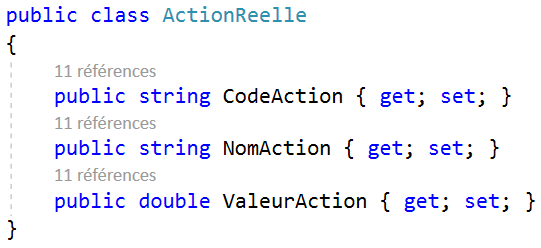 public class ActionReelle
{
11 références
public string CodeAction { get; set; }
11 références
public string NomAction { get; set; }
11 références
public double ValeurAction { get; set; }
}